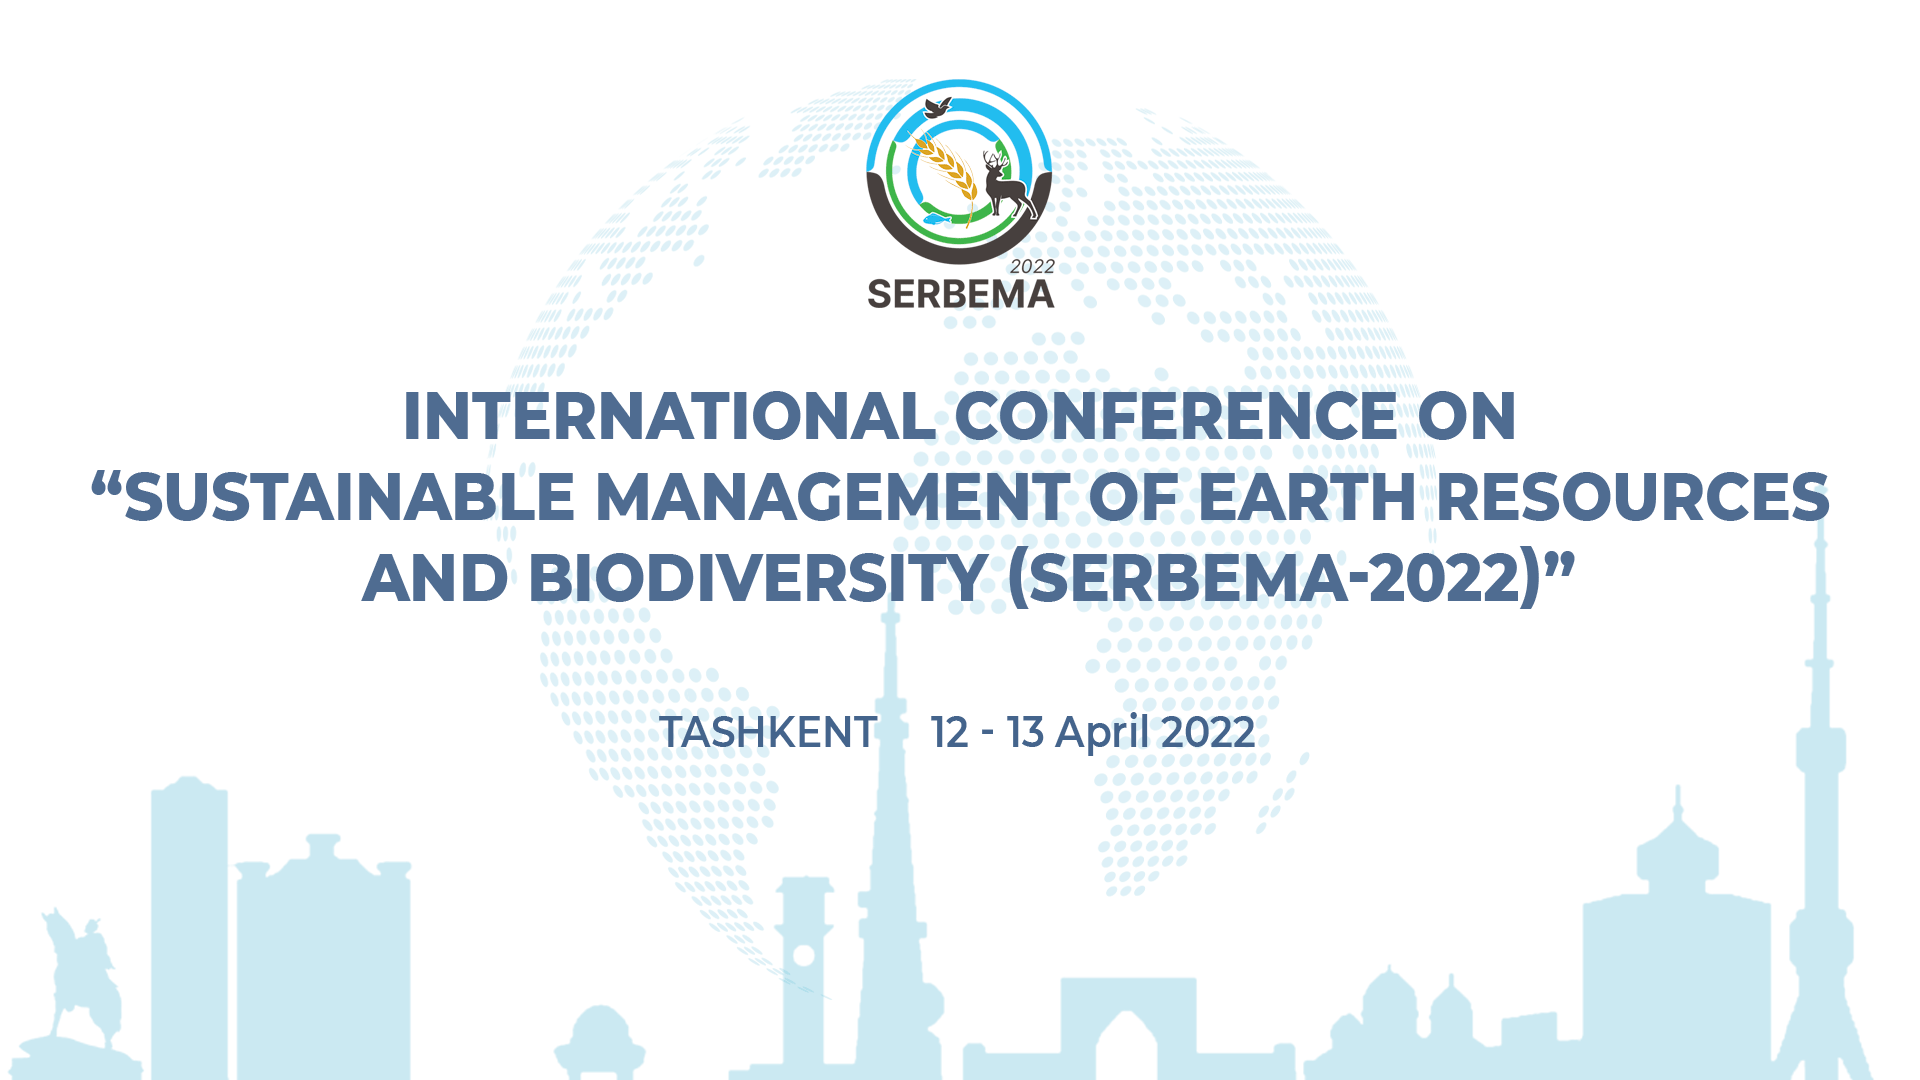 2022
SERBEMA
INTERNATIONAL CONFERENCE ON
“SUSTAINABLE MANAGEMENT OF EARTH RESOURCES
AND BIODIVERSITY (SERBEMA-2022)”
TASHKENT 12 - 13 April 2022